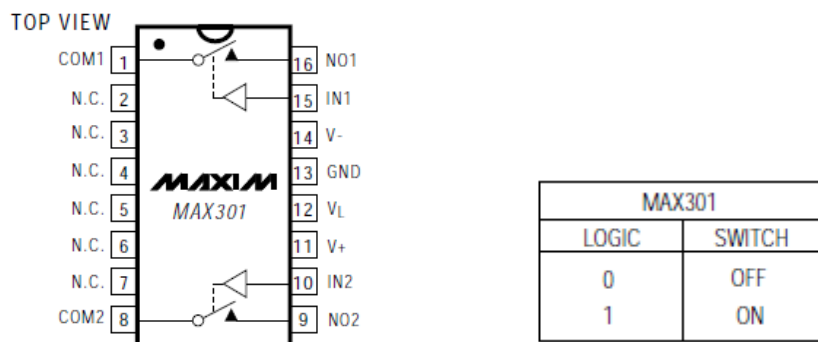 TOP VIEW
COM1 1 16 NO1
N.C. 2 15 IN1
N.C. 3 14 V-
N.C. 4 13 GND
MAXIM
N.C. 5 MAX301 12 VL
N.C. 6 11 V+
N.C. 7 10 IN2
COM2 8 9 NO2
MAX301
LOGIC SWITCH
0 OFF
1 ON